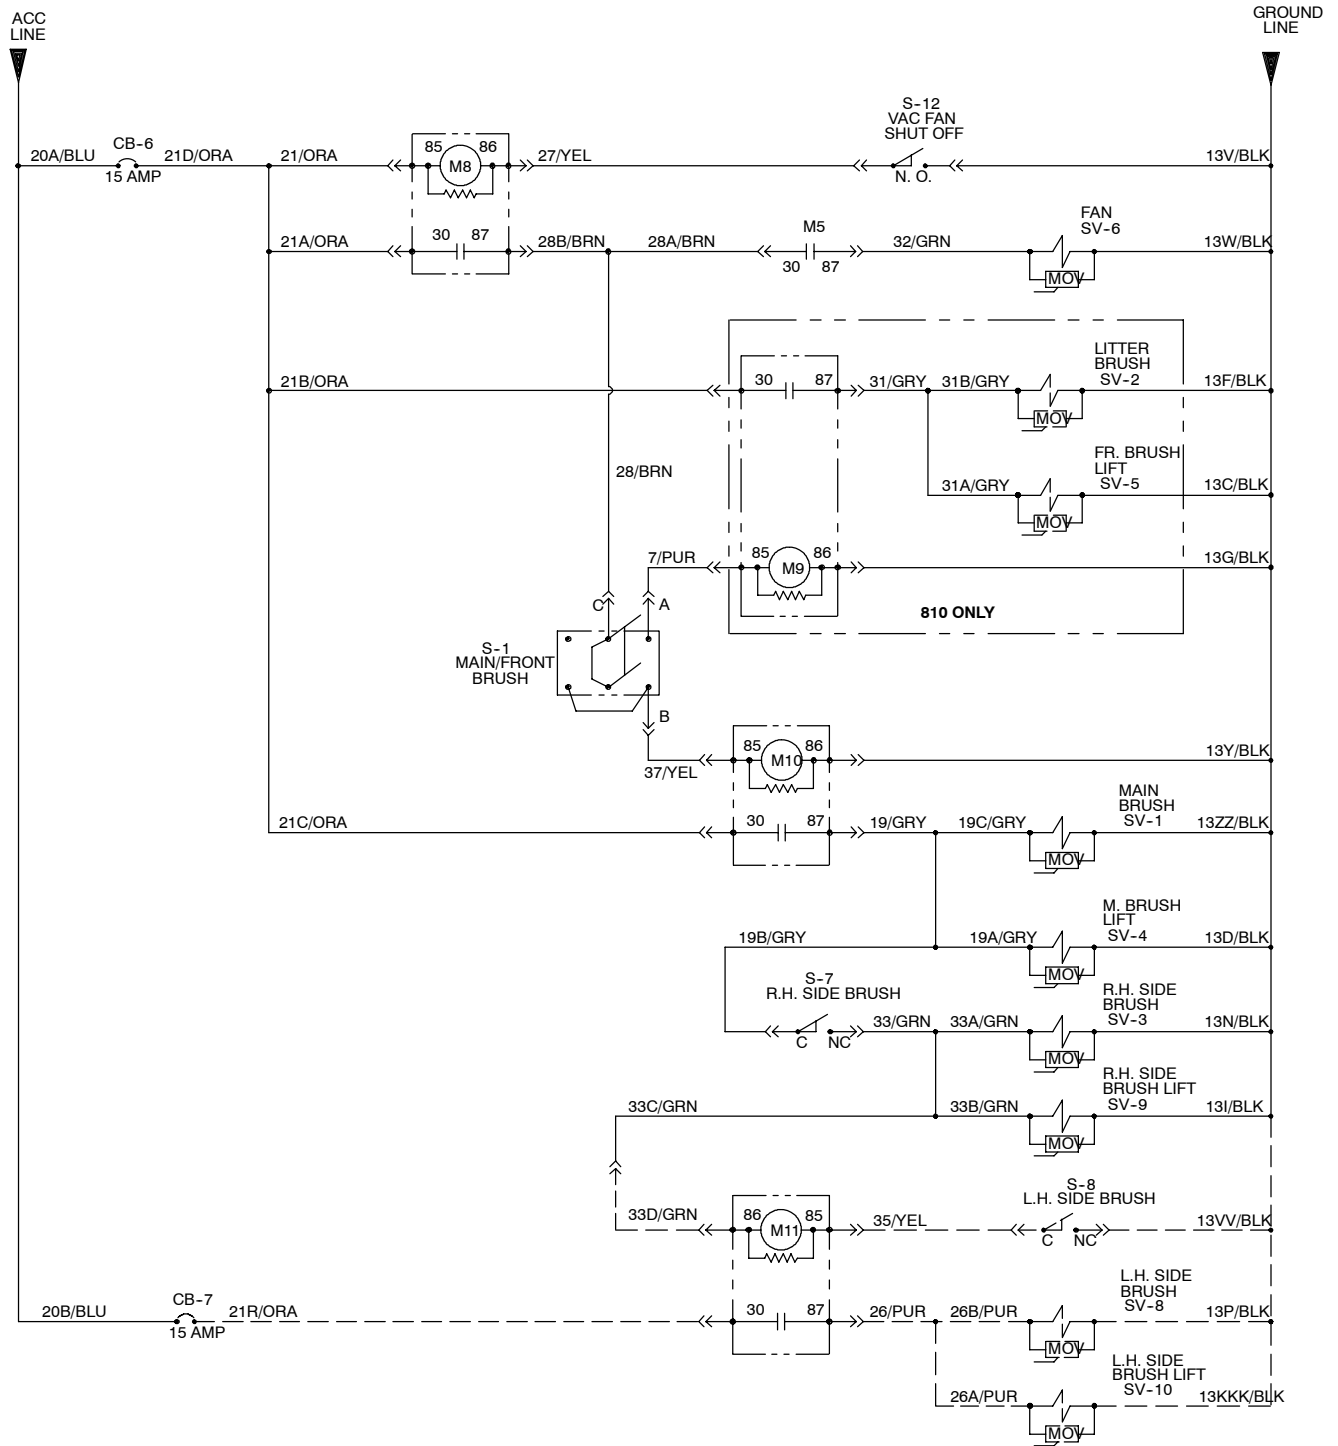 ACC
LINE
GROUND
LINE
20A/BLU
CB-6
15 AMP
21D/ORA
21/ORA
85
M8
86
27/YEL
S-12
VAC FAN
SHUT OFF
N. O.
13V/BLK
21A/ORA
30
87
28B/BRN
28A/BRN
M5
30
87
32/GRN
FAN
SV-6
MOV
13W/BLK
21B/ORA
30
87
31/GRY
31B/GRY
LITTER
BRUSH
SV-2
MOV
13F/BLK
28/BRN
31A/GRY
FR. BRUSH
LIFT
SV-5
MOV
13C/BLK
7/PUR
85
M9
86
13G/BLK
810 ONLY
C
A
S-1
MAIN/FRONT
BRUSH
B
37/YEL
85
M10
86
13Y/BLK
21C/ORA
30
87
19/GRY
19C/GRY
MAIN
BRUSH
SV-1
MOV
13ZZ/BLK
19B/GRY
19A/GRY
M. BRUSH
LIFT
SV-4
MOV
13D/BLK
S-7
R.H. SIDE BRUSH
C
NC
33/GRN
33A/GRN
R.H. SIDE
BRUSH
SV-3
MOV
13N/BLK
33C/GRN
33B/GRN
R.H. SIDE
BRUSH LIFT
SV-9
MOV
13I/BLK
33D/GRN
86
M11
85
35/YEL
S-8
L.H. SIDE BRUSH
C
NC
13VV/BLK
20B/BLU
CB-7
15 AMP
21R/ORA
30
87
26/PUR
26B/PUR
L.H. SIDE
BRUSH
SV-8
MOV
13P/BLK
26A/PUR
L.H. SIDE
BRUSH LIFT
SV-10
MOV
13KKK/BLK